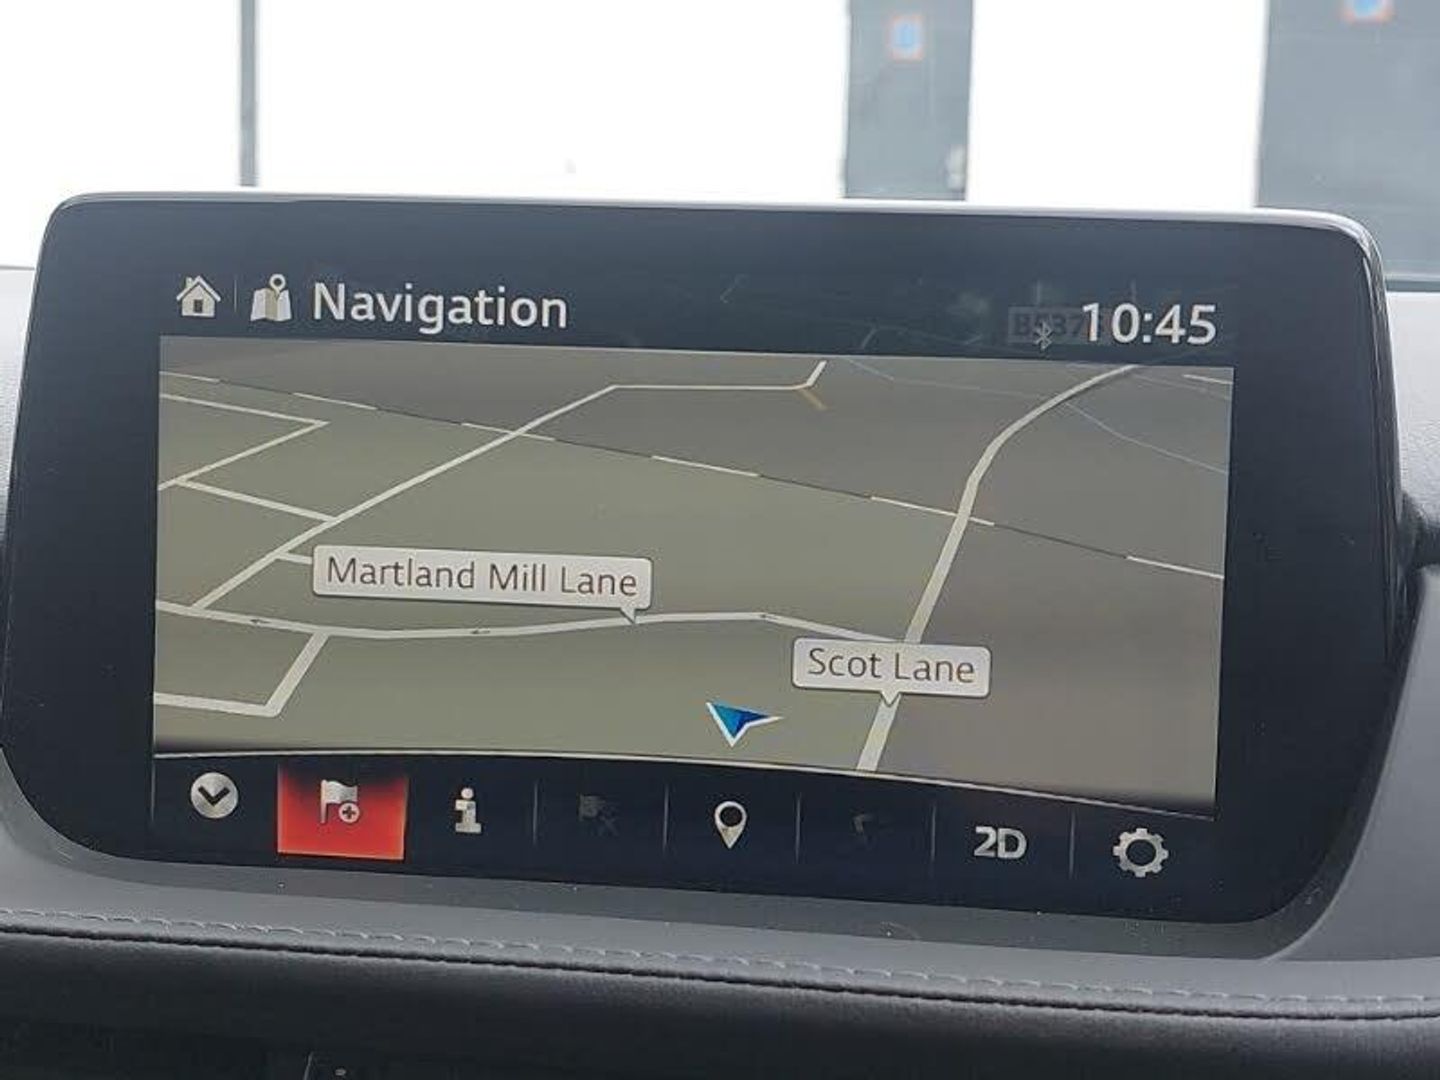 Navigation
10:45
Martland Mill Lane
Scot Lane
2D